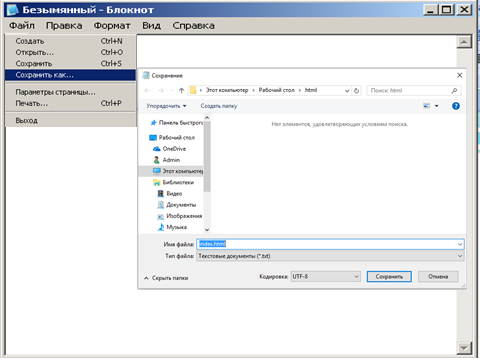 Безымянный - Блокнот
Файл Правка Формат Вид Справка
Создать Ctrl+N
Открыть... Ctrl+O
Сохранить Ctrl+S
Сохранить как...
Параметры страницы...
Печать... Ctrl+P
Выход
Сохранение
Этот компьютер › Рабочий стол › html
Поиск: html
Упорядочить Создать папку
Панель быстрого
Нет элементов, удовлетворяющих условиям поиска.
Рабочий стол
OneDrive
Admin
Этот компьютер
Библиотеки
Видео
Документы
Изображения
Музыка
Имя файла: index.html
Тип файла: Текстовые документы (*.txt)
Скрыть папки
Кодировка: UTF-8
Сохранить
Отмена